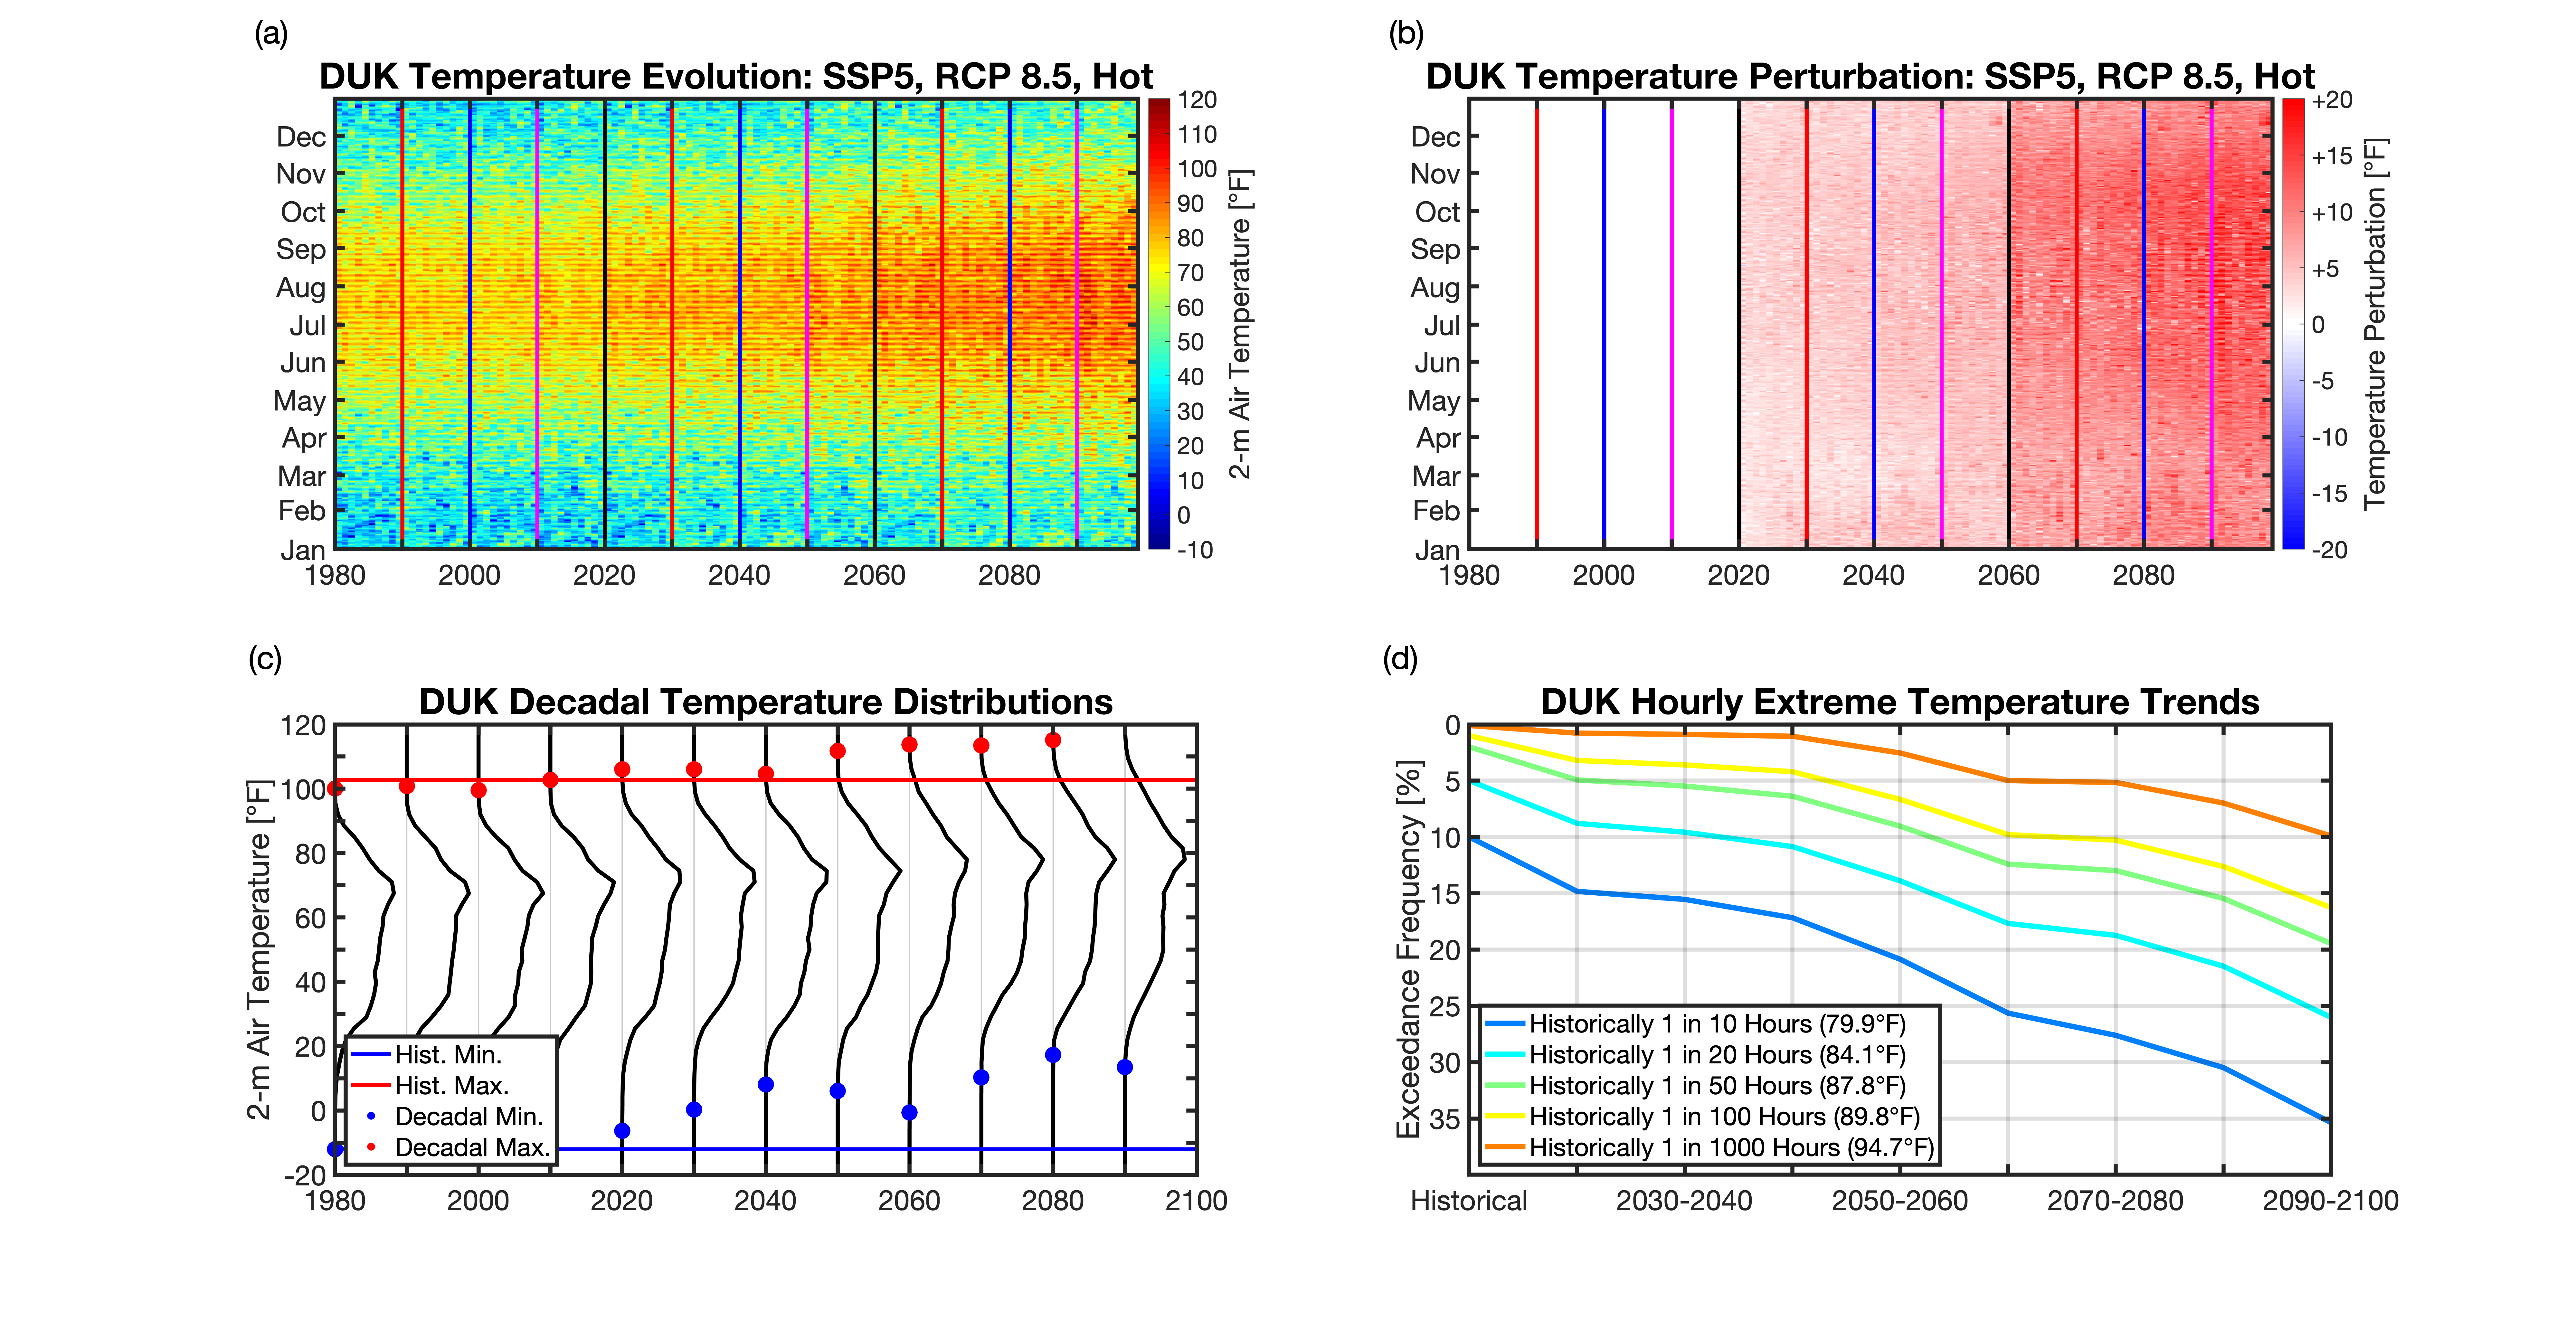 (a)
DUK Temperature Evolution: SSP5, RCP 8.5, Hot
Dec
Nov
Oct
Sep
Aug
Jul
Jun
May
Apr
Mar
Feb
Jan
1980 2000 2020 2040 2060 2080
120
110
100
90
80
70
60
50
40
30
20
10
0
-10
2-m Air Temperature [°F]
(b)
DUK Temperature Perturbation: SSP5, RCP 8.5, Hot
Dec
Nov
Oct
Sep
Aug
Jul
Jun
May
Apr
Mar
Feb
Jan
1980 2000 2020 2040 2060 2080
+20
+15
+10
+5
0
-5
-10
-15
-20
Temperature Perturbation [°F]
(c)
DUK Decadal Temperature Distributions
2-m Air Temperature [°F]
120
100
80
60
40
20
0
-20
Hist. Min.
Hist. Max.
Decadal Min.
Decadal Max.
1980 2000 2020 2040 2060 2080 2100
(d)
DUK Hourly Extreme Temperature Trends
Exceedance Frequency [%]
0
5
10
15
20
25
30
35
Historically 1 in 10 Hours (79.9°F)
Historically 1 in 20 Hours (84.1°F)
Historically 1 in 50 Hours (87.8°F)
Historically 1 in 100 Hours (89.8°F)
Historically 1 in 1000 Hours (94.7°F)
Historical 2030-2040 2050-2060 2070-2080 2090-2100